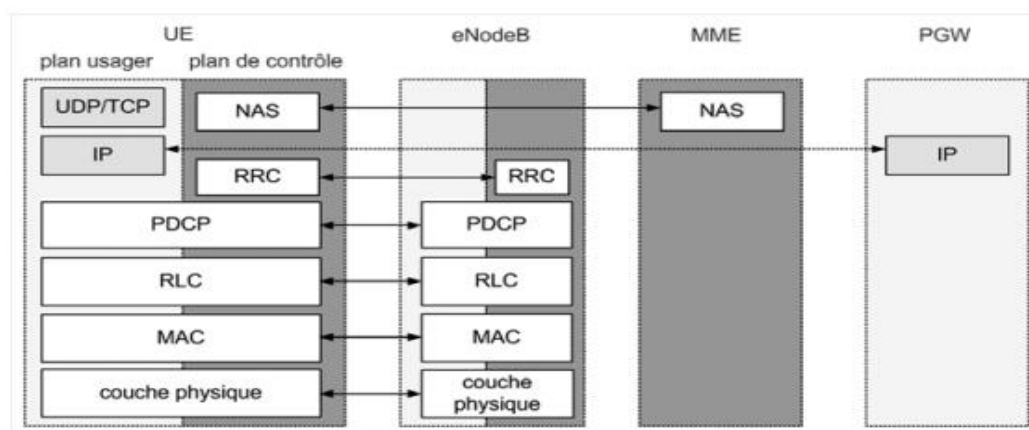 UE eNodeB MME PGW
plan usager plan de contrôle
UDP/TCP NAS NAS
IP IP
RRC RRC
PDCP PDCP
RLC RLC
MAC MAC
couche physique couche
physique